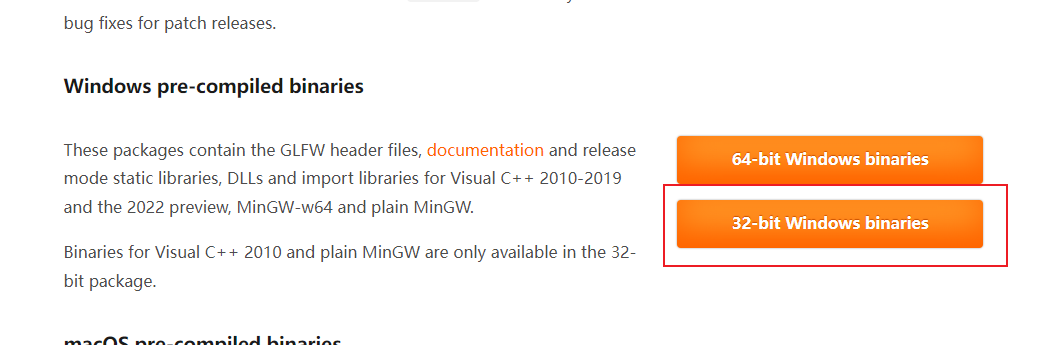 bug fixes for patch releases.
Windows pre-compiled binaries
These packages contain the GLFW header files, documentation and release
mode static libraries, DLLs and import libraries for Visual C++ 2010-2019
and the 2022 preview, MinGW-w64 and plain MinGW.
Binaries for Visual C++ 2010 and plain MinGW are only available in the 32-
bit package.
64-bit Windows binaries
32-bit Windows binaries
macOS pre-compiled binaries